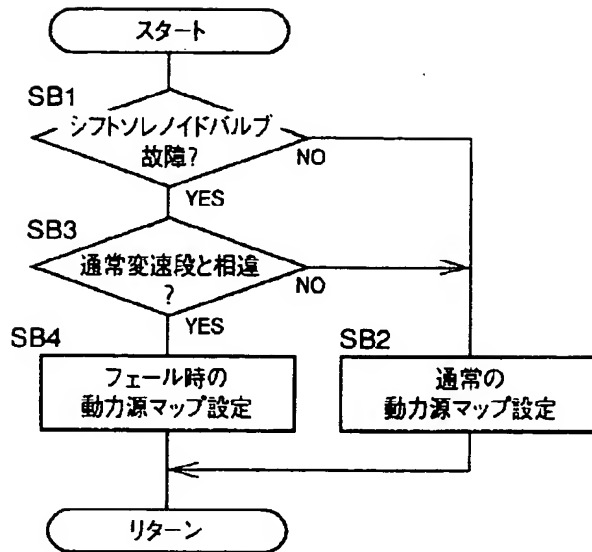 スタート
SB1
シフトソレノイドバルブ
故障?
NO
YES
SB3
通常変速段と相違
?
NO
YES
SB4
フェール時の
動力源マップ設定
SB2
通常の
動力源マップ設定
リターン